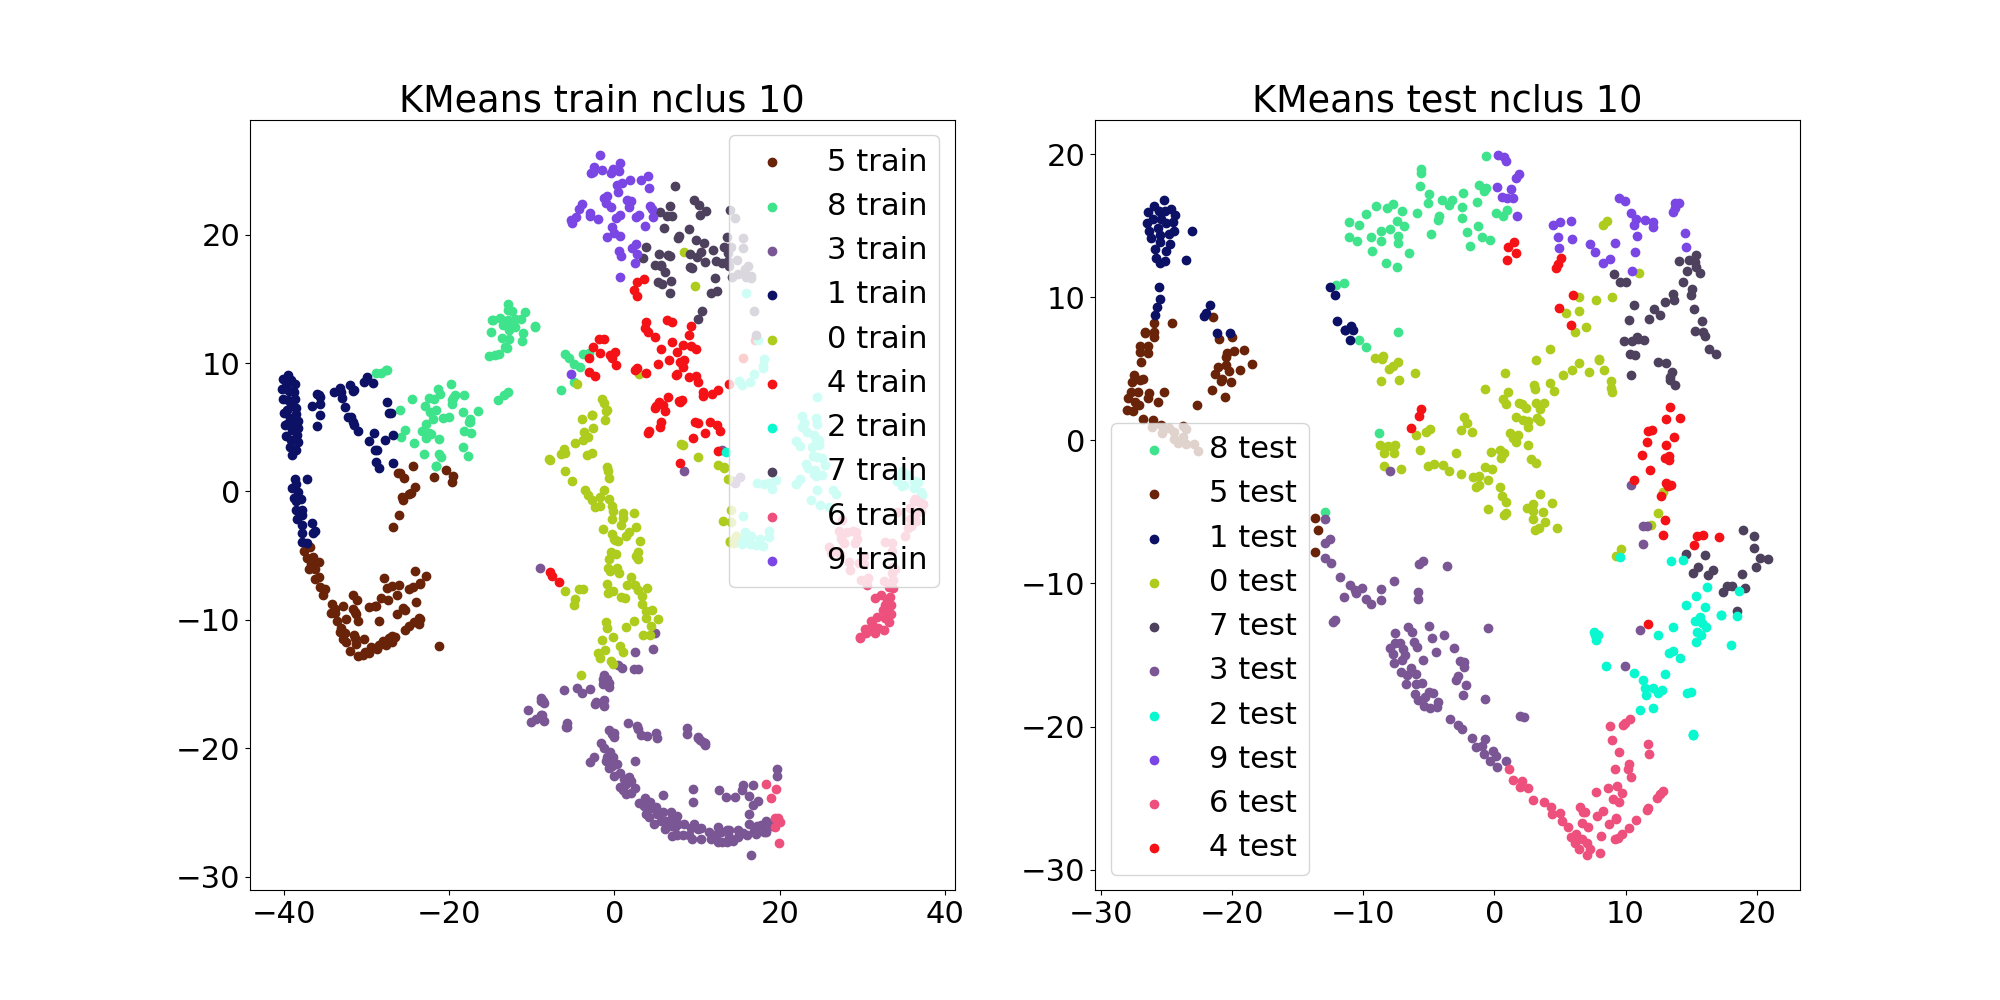 KMeans train nclus 10
20
10
0
−10
−20
−30
−40
−20
0
20
40
5 train
8 train
3 train
1 train
0 train
4 train
2 train
7 train
6 train
9 train
KMeans test nclus 10
20
10
0
−10
−20
−30
−30
−20
−10
0
10
20
8 test
5 test
1 test
0 test
7 test
3 test
2 test
9 test
6 test
4 test